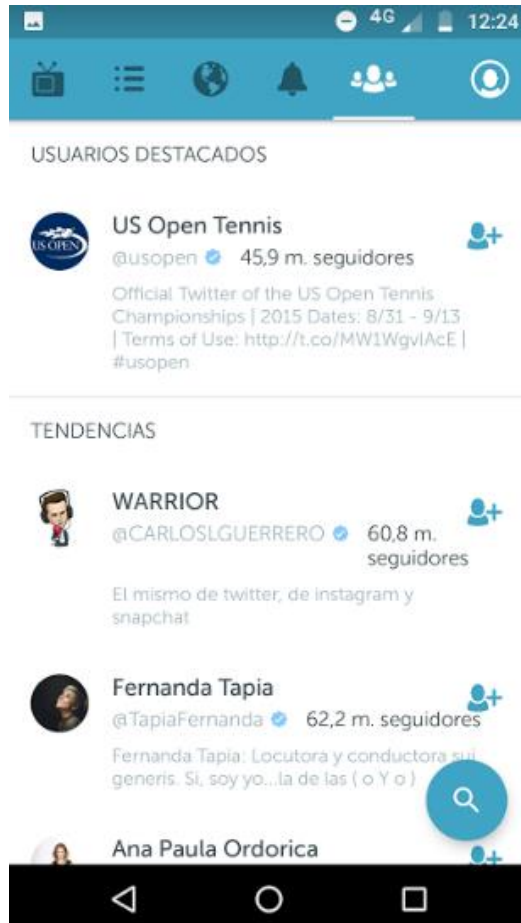 4G 12:24
USUARIOS DESTACADOS
US OPEN
US Open Tennis
@usopen 45,9 m. seguidores
Official Twitter of the US Open Tennis
Championships | 2015 Dates: 8/31 - 9/13
| Terms of Use: http://t.co/MW1WgvIAcE |
#usopen
TENDENCIAS
WARRIOR
@CARLOSLGUERRERO 60,8 m.
seguidores
El mismo de twitter, de instagram y
snapchat
Fernanda Tapia
@TapiaFernanda 62,2 m. seguidores
Fernanda Tapia: Locutora y conductora sui
generis. Si, soy yo...la de las ( o Y o )
Ana Paula Ordorica